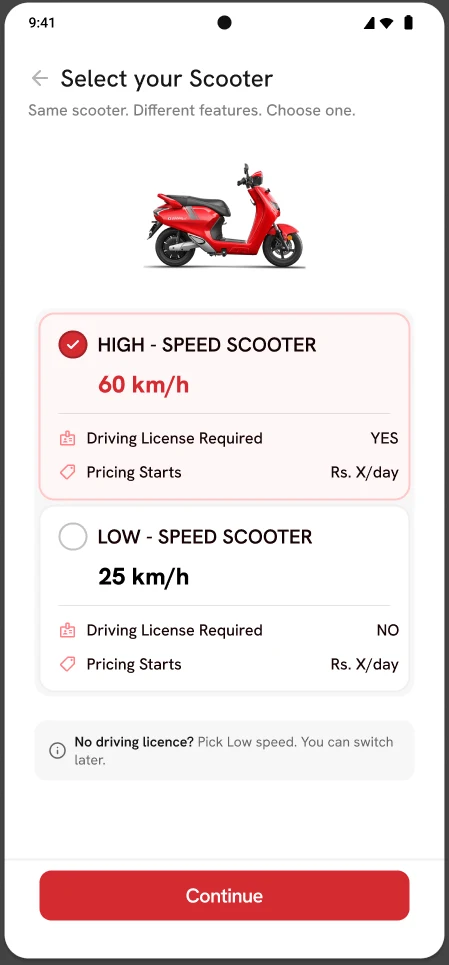 9:41
Select your Scooter
Same scooter. Different features. Choose one.
HIGH - SPEED SCOOTER
60 km/h
Driving License Required YES
Pricing Starts Rs. X/day
LOW - SPEED SCOOTER
25 km/h
Driving License Required NO
Pricing Starts Rs. X/day
No driving licence? Pick Low speed. You can switch
later.
Continue